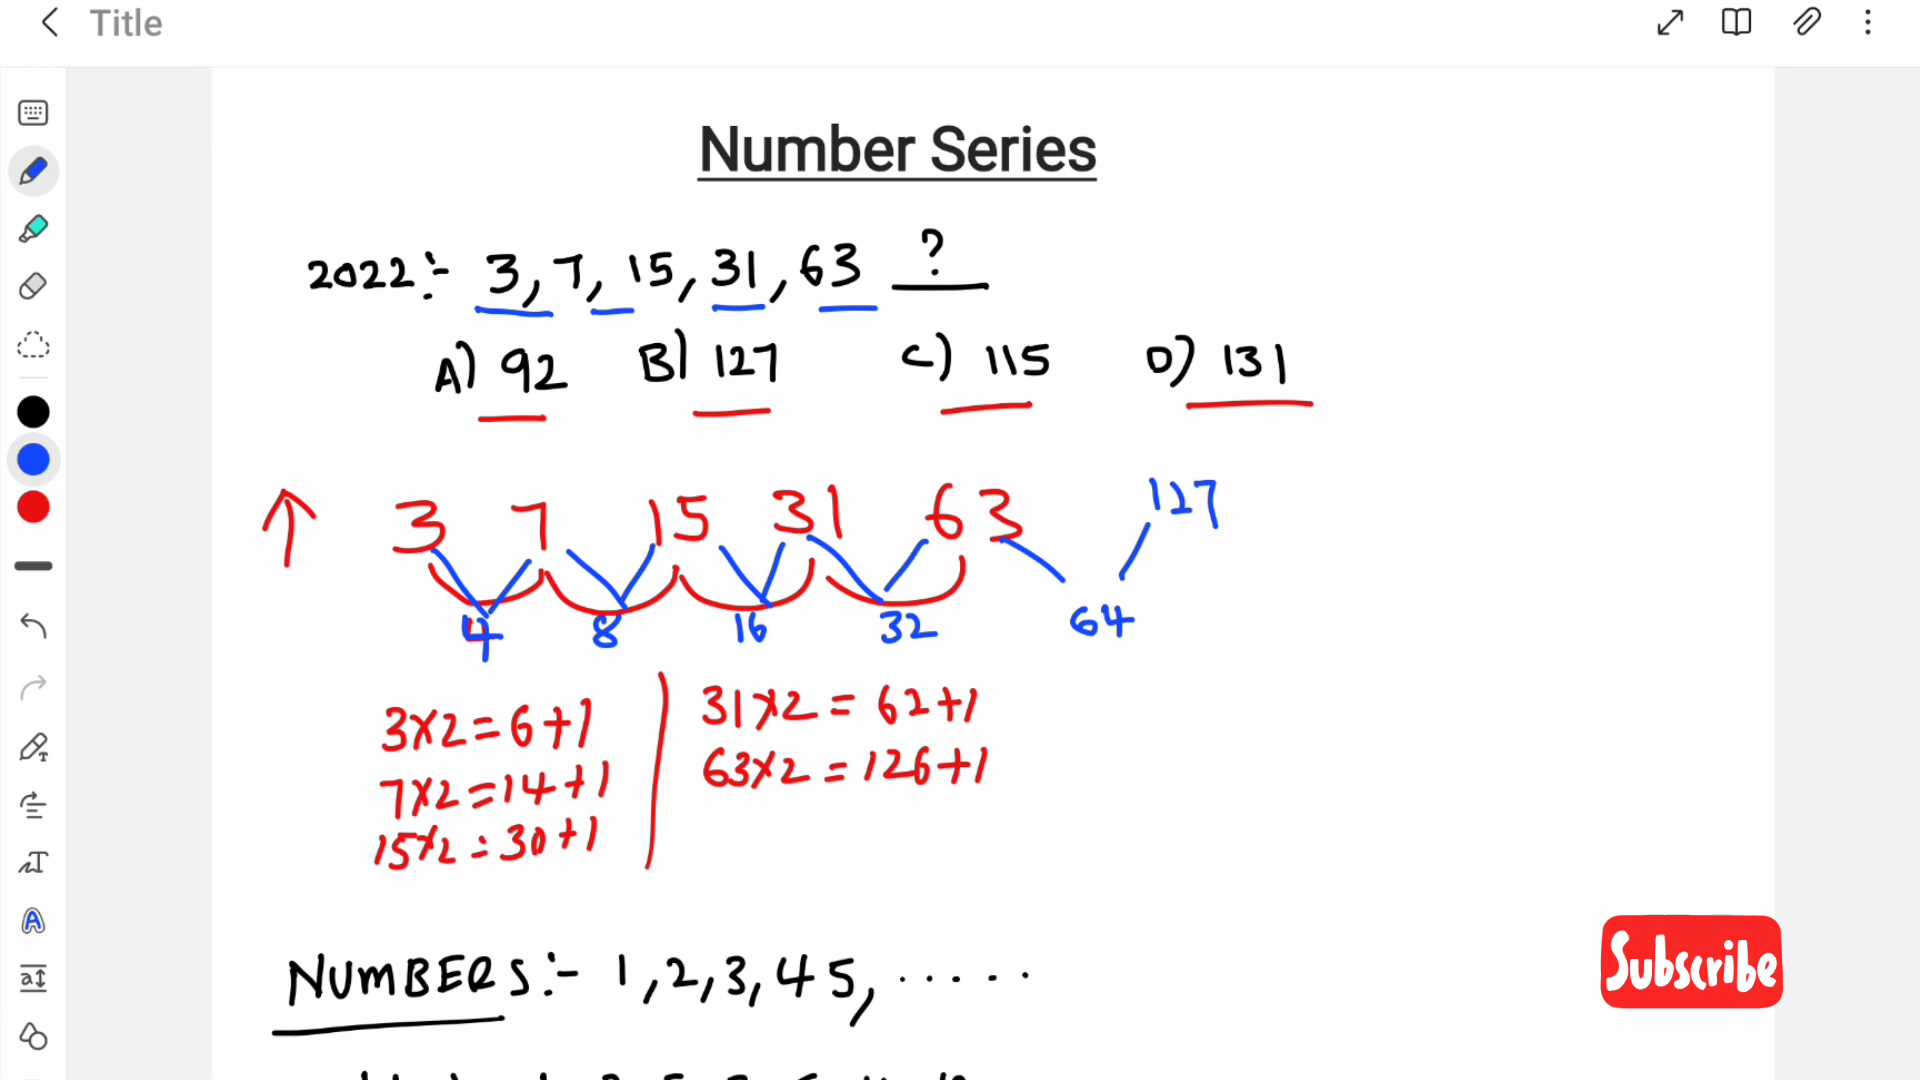 Title
Number Series
2022:- 3, 7, 15, 31, 63 ?
A) 92 B) 127 C) 115 D) 131
3 7 15 31 63 127
4 8 16 32 64
3x2=6+1
7x2=14+1
15x2=30+1
31x2=62+1
63x2=126+1
NUMBERS:- 1,2,3,4 5, .....
Subscribe